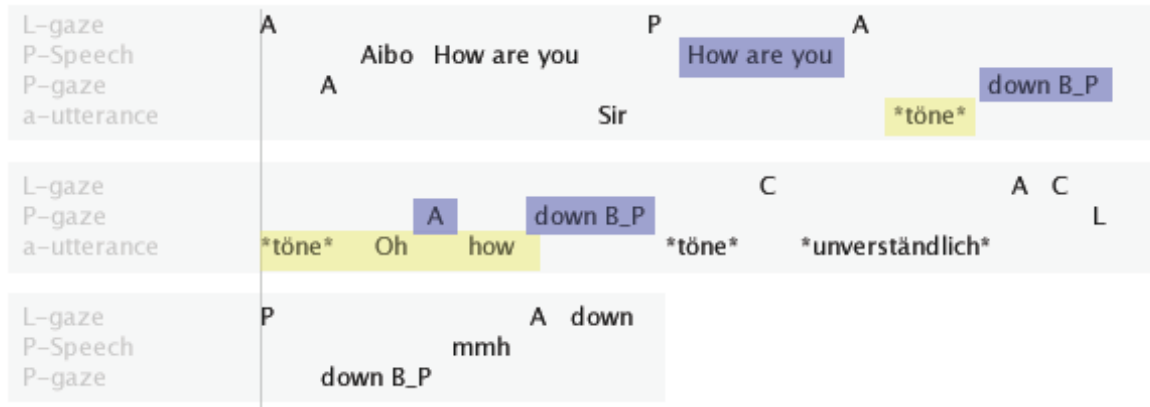 L-gaze A P A
P-Speech Aibo How are you How are you
P-gaze A down B_P
a-utterance Sir *töne*
L-gaze C A C
P-gaze A down B_P L
a-utterance *töne* Oh how *töne* *unverständlich*
L-gaze P A down
P-Speech mmh
P-gaze down B_P